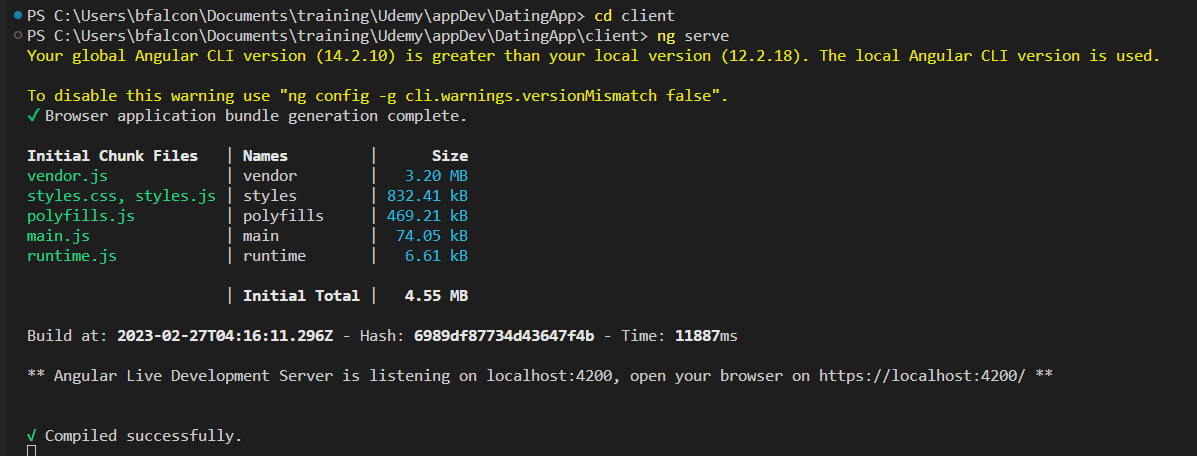 PS C:\Users\bfalcon\Documents\training\Udemy\appDev\DatingApp> cd client
PS C:\Users\bfalcon\Documents\training\Udemy\appDev\DatingApp\client> ng serve
Your global Angular CLI version (14.2.10) is greater than your local version (12.2.18). The local Angular CLI version is used.
To disable this warning use "ng config -g cli.warnings.versionMismatch false".
√ Browser application bundle generation complete.
Initial Chunk Files | Names | Size
vendor.js | vendor | 3.20 MB
styles.css, styles.js | styles | 832.41 kB
polyfills.js | polyfills | 469.21 kB
main.js | main | 74.05 kB
runtime.js | runtime | 6.61 kB
| Initial Total | 4.55 MB
Build at: 2023-02-27T04:16:11.296Z - Hash: 6989df87734d43647f4b - Time: 11887ms
** Angular Live Development Server is listening on localhost:4200, open your browser on https://localhost:4200/ **
√ Compiled successfully.